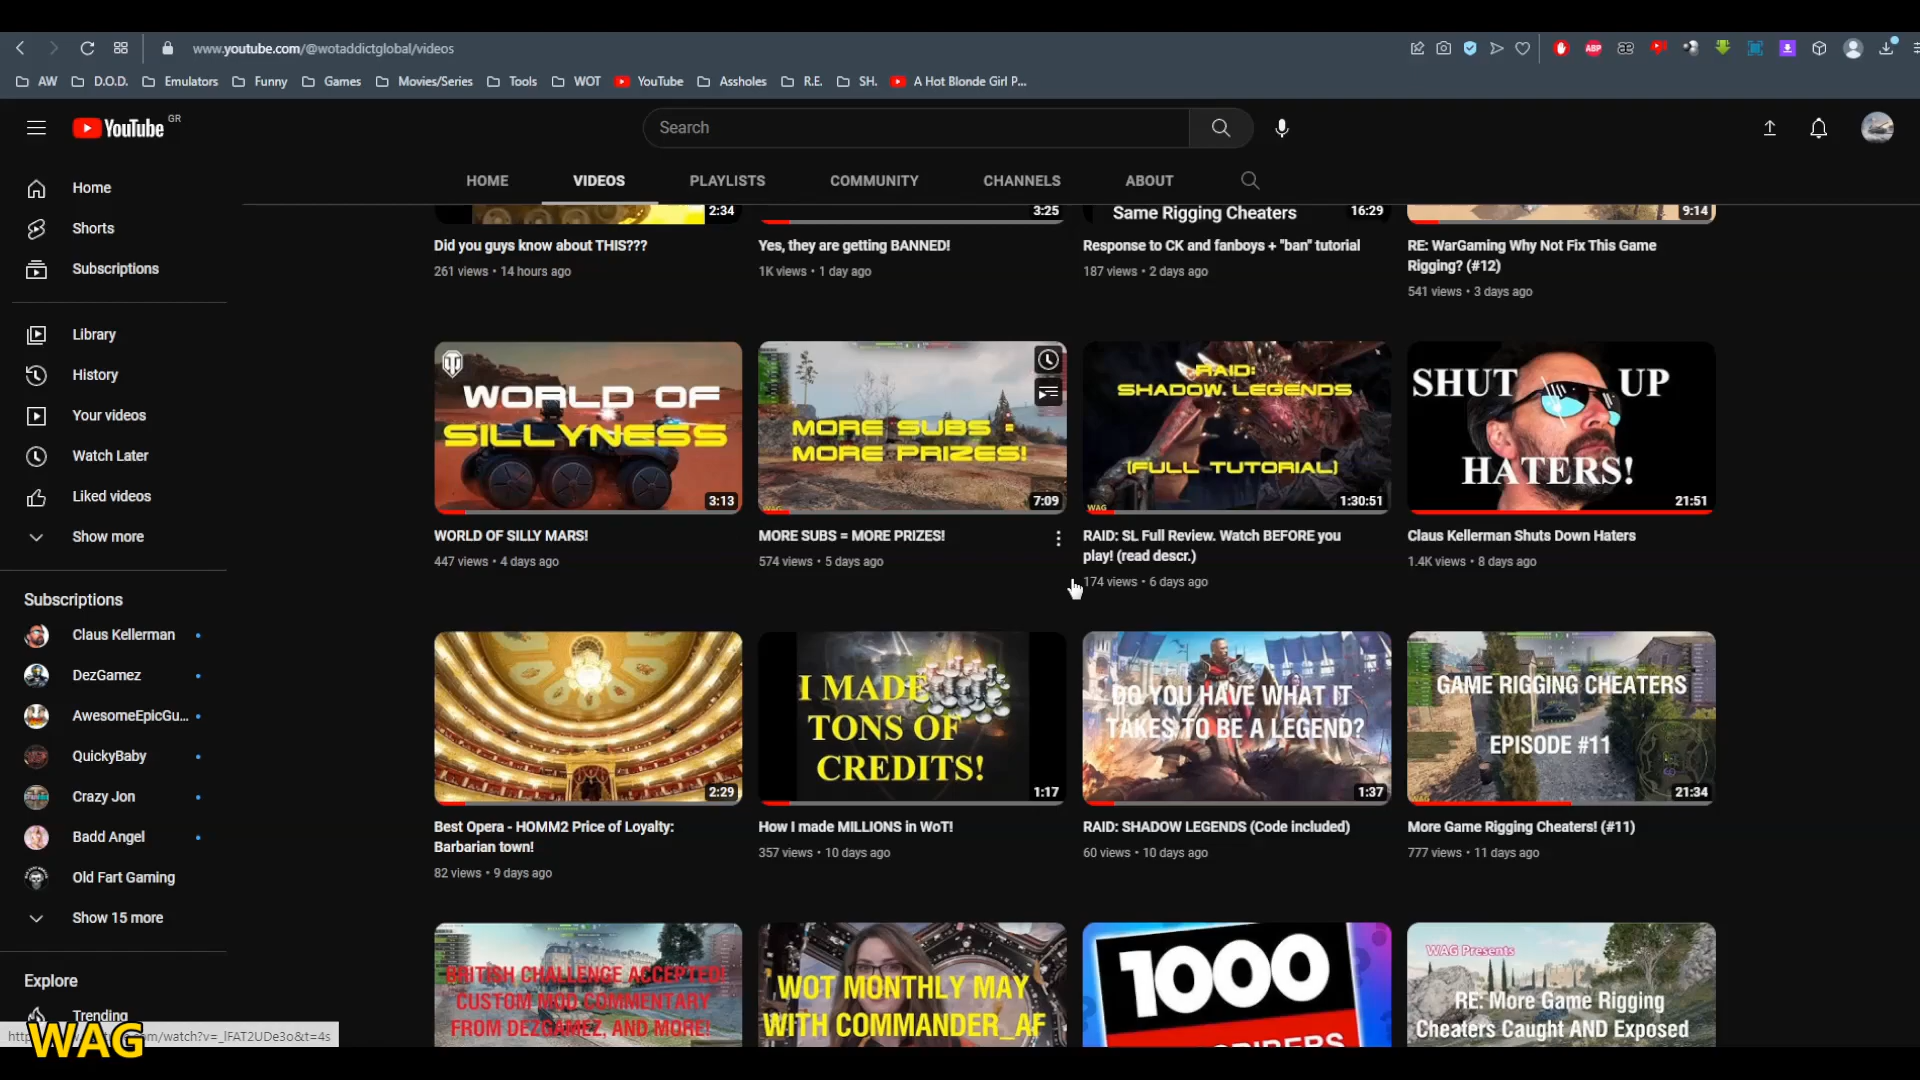 www.youtube.com/@wotaddictglobal/videos
ABP
AW D.O.D. Emulators Funny Games Movies/Series Tools WOT YouTube Assholes R.E. SH. A Hot Blonde Girl P...
YouTube GR
Search
HOME VIDEOS PLAYLISTS COMMUNITY CHANNELS ABOUT
Home
Shorts
Subscriptions
Library
History
Your videos
Watch Later
Liked videos
Show more
Subscriptions
Claus Kellerman
DezGamez
AwesomeEpicGu...
QuickyBaby
Crazy Jon
Badd Angel
Old Fart Gaming
Show 15 more
Explore
Trending
2:34
Did you guys know about THIS???
261 views • 14 hours ago
3:25
Yes, they are getting BANNED!
1K views • 1 day ago
Same Rigging Cheaters
16:29
Response to CK and fanboys + "ban" tutorial
187 views • 2 days ago
9:14
RE: WarGaming Why Not Fix This Game
Rigging? (#12)
541 views • 3 days ago
WORLD OF
SILLYNESS
3:13
WORLD OF SILLY MARS!
447 views • 4 days ago
MORE SUBS =
MORE PRIZES!
7:09
MORE SUBS = MORE PRIZES!
574 views • 5 days ago
RAID:
SHADOW LEGENDS
(FULL TUTORIAL)
WAG
1:30:51
RAID: SL Full Review. Watch BEFORE you
play! (read descr.)
174 views • 6 days ago
SHUT UP
HATERS!
21:51
Claus Kellerman Shuts Down Haters
1.4K views • 8 days ago
2:29
Best Opera - HOMM2 Price of Loyalty:
Barbarian town!
82 views • 9 days ago
I MADE
TONS OF
CREDITS!
1:17
How I made MILLIONS in WoT!
357 views • 10 days ago
DO YOU HAVE WHAT IT
TAKES TO BE A LEGEND?
1:37
RAID: SHADOW LEGENDS (Code included)
60 views • 10 days ago
GAME RIGGING CHEATERS
EPISODE #11
21:34
More Game Rigging Cheaters! (#11)
777 views • 11 days ago
BRITISH CHALLENGE ACCEPTED!
CUSTOM MOD COMMENTARY
FROM DEZGAMEZ, AND MORE!
WOT MONTHLY MAY
WITH COMMANDER_AF
1000
WAG Presents
RE: More Game Rigging
Cheaters Caught AND Exposed
WAG